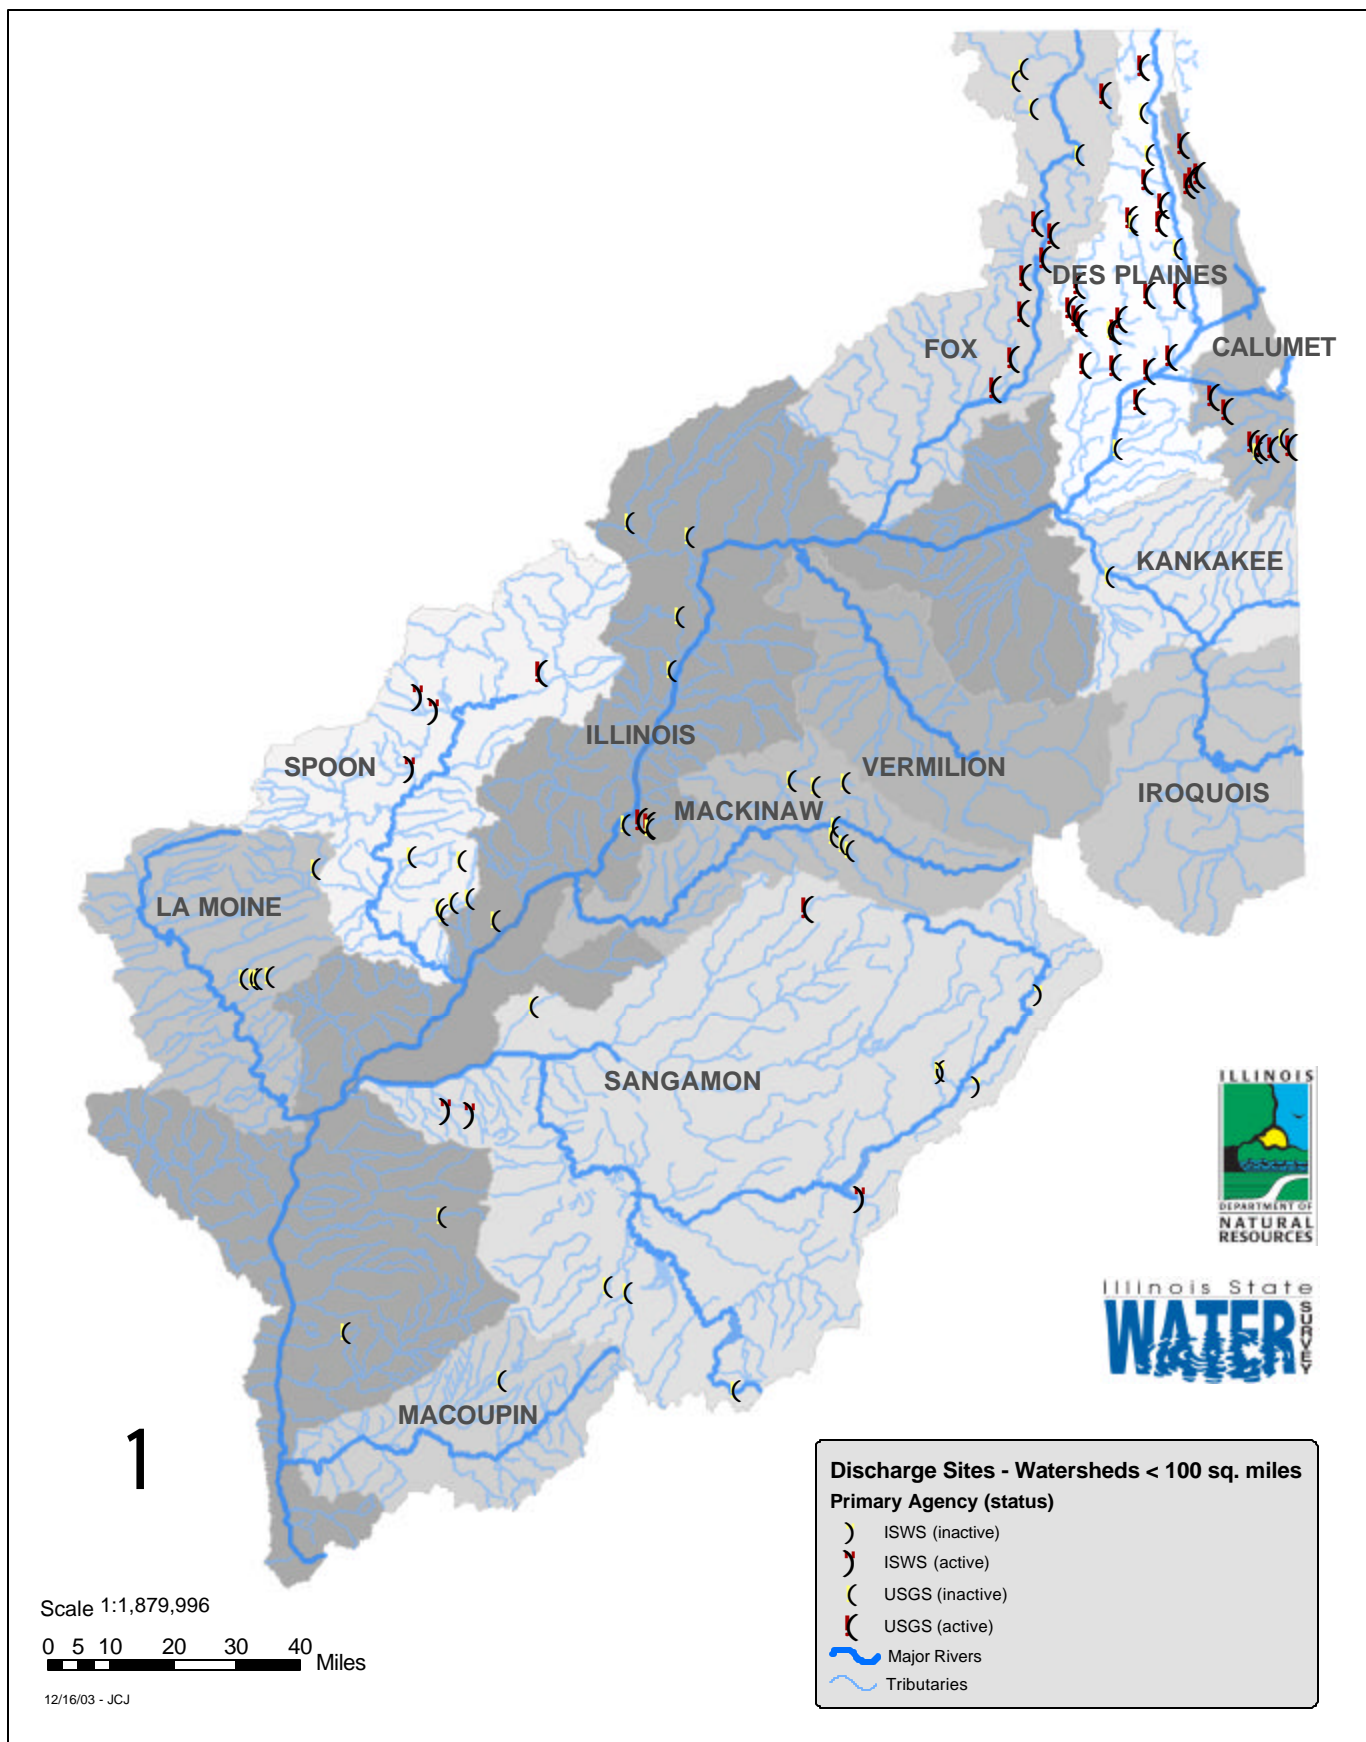 DES PLAINES
FOX
CALUMET
KANKAKEE
ILLINOIS
SPOON
VERMILION
IROQUOIS
MACKINAW
LA MOINE
SANGAMON
ILLINOIS
DEPARTMENT OF
NATURAL
RESOURCES
Illinois State
WATER
SURVEY
MACOUPIN
1
Discharge Sites - Watersheds < 100 sq. miles
Primary Agency (status)
ISWS (inactive)
ISWS (active)
USGS (inactive)
USGS (active)
Major Rivers
Tributaries
Scale 1:1,879,996
0 5 10 20 30 40
Miles
12/16/03 - JCJ